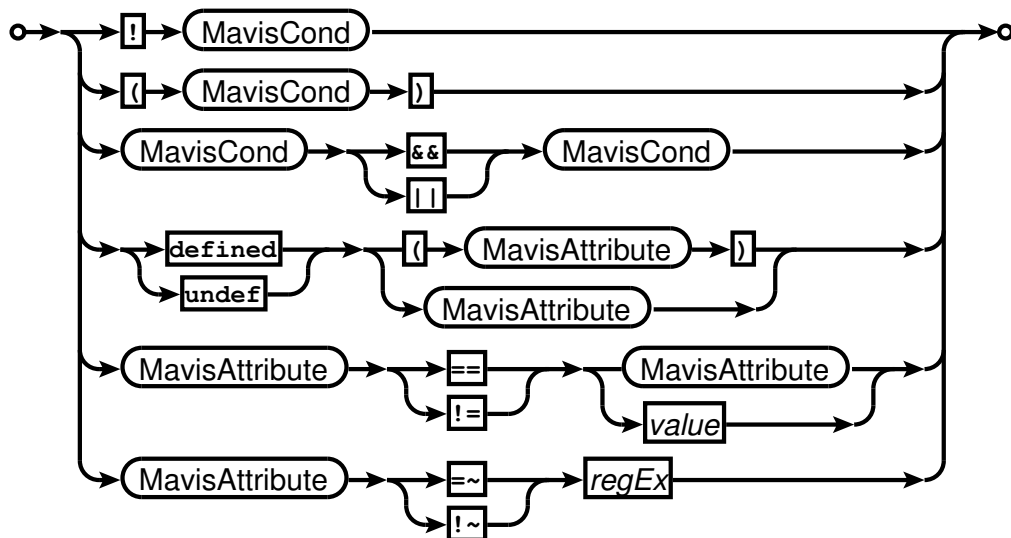 ! MavisCond
( MavisCond )
MavisCond && MavisCond
||
defined ( MavisAttribute )
undef MavisAttribute
MavisAttribute == MavisAttribute
!= value
MavisAttribute =~ regEx
!~